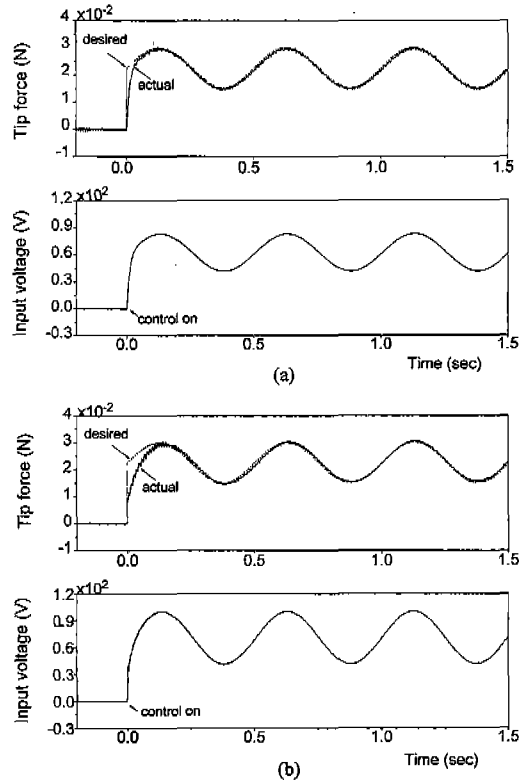 4 x10^-2
3
2
1
0
-1
Tip force (N)
desired
actual
0.0 0.5 1.0 1.5
1.2 x10^2
0.9
0.6
0.3
0.0
-0.3
Input voltage (V)
control on
0.0 0.5 1.0 1.5
Time (sec)
(a)
4 x10^-2
3
2
1
0
-1
Tip force (N)
desired
actual
0.0 0.5 1.0 1.5
1.2 x10^2
0.9
0.6
0.3
0.0
-0.3
Input voltage (V)
control on
0.0 0.5 1.0 1.5
Time (sec)
(b)